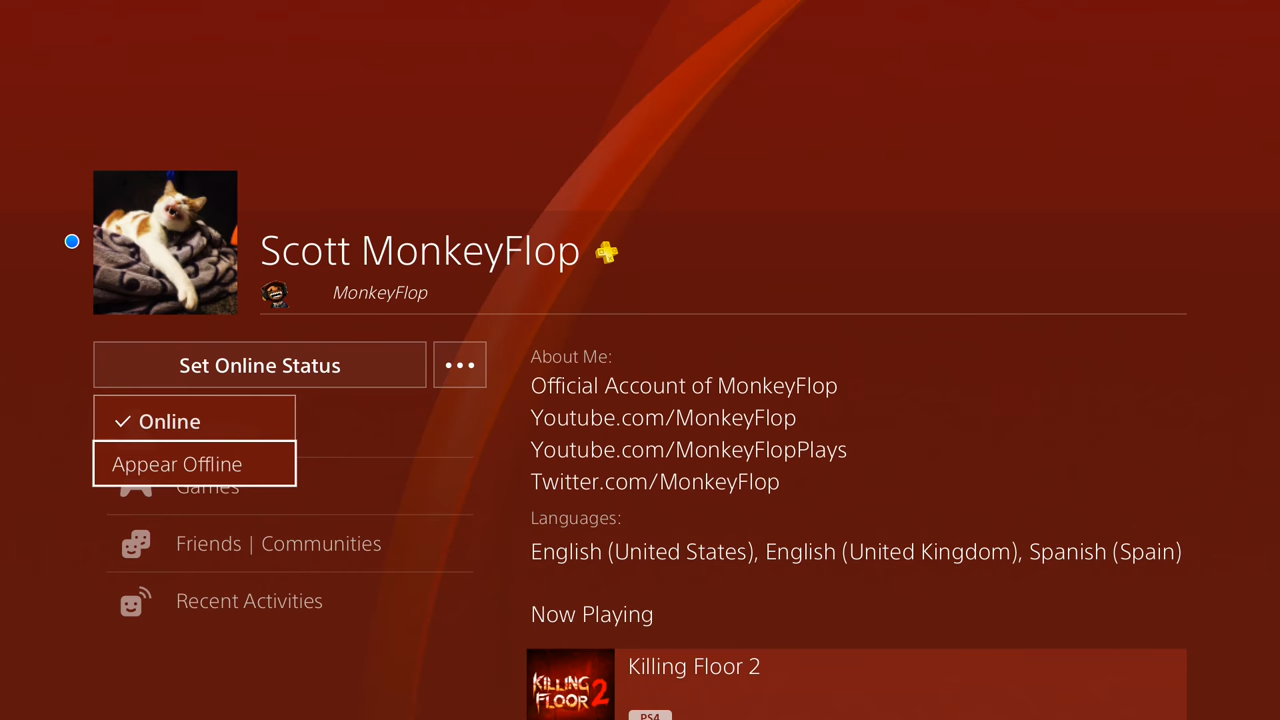 Scott MonkeyFlop
MonkeyFlop
Set Online Status
Online
Appear Offline
Games
Friends | Communities
Recent Activities
About Me:
Official Account of MonkeyFlop
Youtube.com/MonkeyFlop
Youtube.com/MonkeyFlopPlays
Twitter.com/MonkeyFlop
Languages:
English (United States), English (United Kingdom), Spanish (Spain)
Now Playing
KILLING
FLOOR 2
Killing Floor 2
PS4